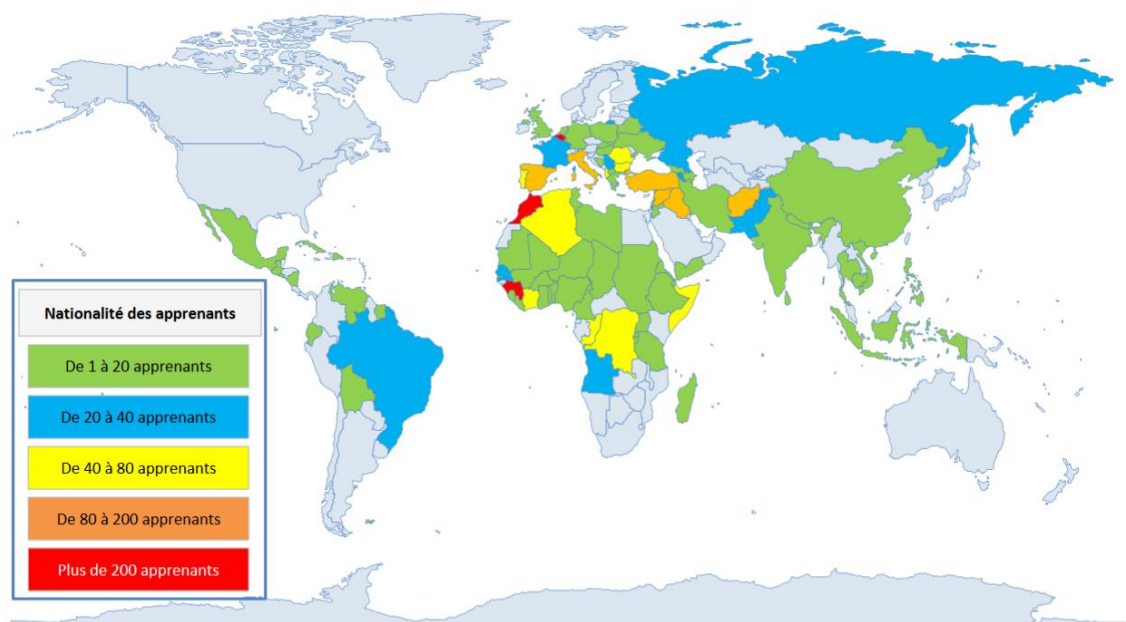 Nationalité des apprenants
De 1 à 20 apprenants
De 20 à 40 apprenants
De 40 à 80 apprenants
De 80 à 200 apprenants
Plus de 200 apprenants